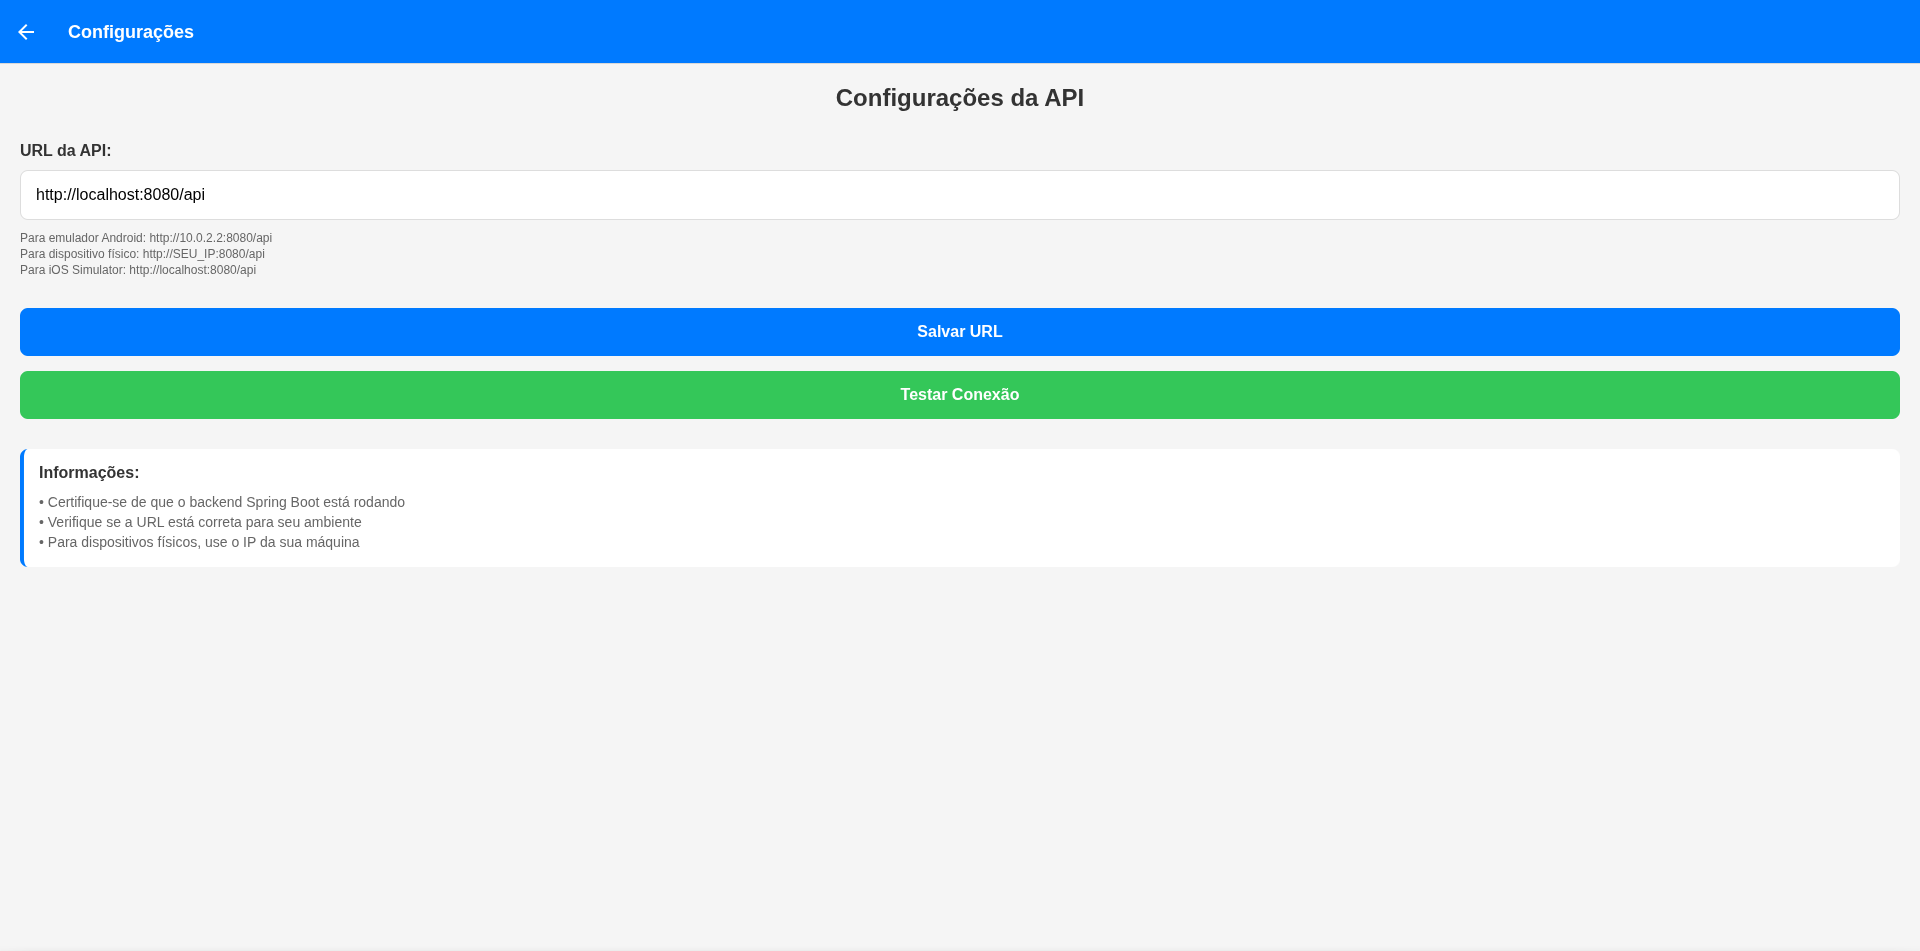 Configurações
Configurações da API
URL da API:
http://localhost:8080/api
Para emulador Android: http://10.0.2.2:8080/api
Para dispositivo físico: http://SEU_IP:8080/api
Para iOS Simulator: http://localhost:8080/api
Salvar URL
Testar Conexão
Informações:
• Certifique-se de que o backend Spring Boot está rodando
• Verifique se a URL está correta para seu ambiente
• Para dispositivos físicos, use o IP da sua máquina